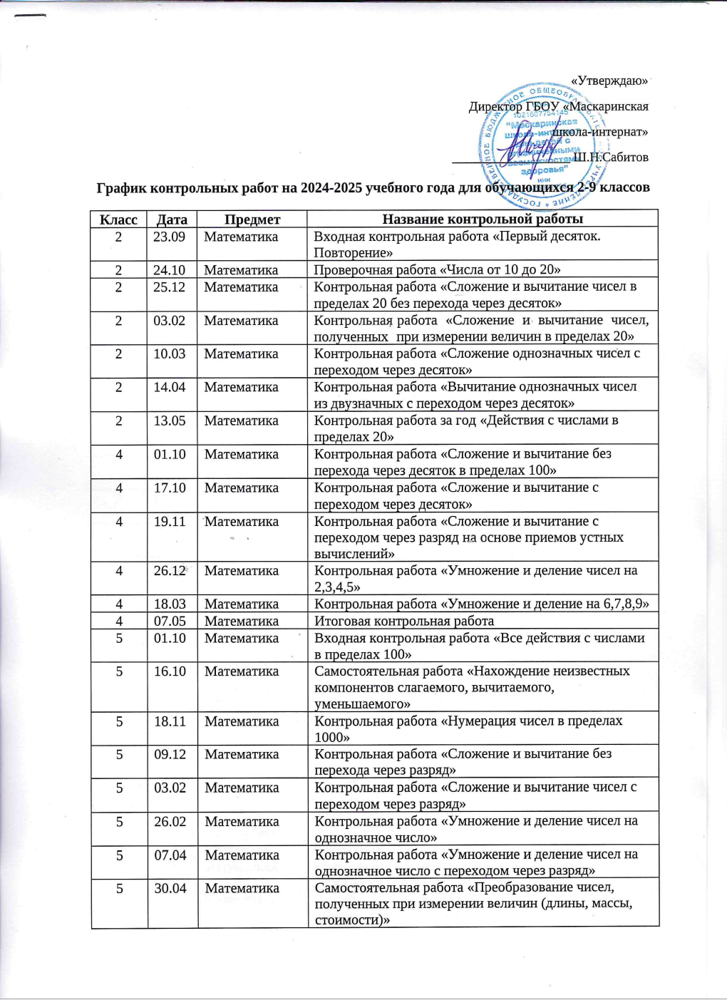 «Утверждаю»
Директор ГБОУ «Маскаринская
школа-интернат»
Ш.Н.Сабитов
График контрольных работ на 2024-2025 учебного года для обучающихся 2-9 классов
Класс Дата Предмет Название контрольной работы
2 23.09 Математика Входная контрольная работа «Первый десяток.
Повторение»
2 24.10 Математика Проверочная работа «Числа от 10 до 20»
2 25.12 Математика Контрольная работа «Сложение и вычитание чисел в
пределах 20 без перехода через десяток»
2 03.02 Математика Контрольная работа «Сложение и вычитание чисел,
полученных при измерении величин в пределах 20»
2 10.03 Математика Контрольная работа «Сложение однозначных чисел с
переходом через десяток»
2 14.04 Математика Контрольная работа «Вычитание однозначных чисел
из двузначных с переходом через десяток»
2 13.05 Математика Контрольная работа за год «Действия с числами в
пределах 20»
4 01.10 Математика Контрольная работа «Сложение и вычитание без
перехода через десяток в пределах 100»
4 17.10 Математика Контрольная работа «Сложение и вычитание с
переходом через десяток»
4 19.11 Математика Контрольная работа «Сложение и вычитание с
переходом через разряд на основе приемов устных
вычислений»
4 26.12 Математика Контрольная работа «Умножение и деление чисел на
2,3,4,5»
4 18.03 Математика Контрольная работа «Умножение и деление на 6,7,8,9»
4 07.05 Математика Итоговая контрольная работа
5 01.10 Математика Входная контрольная работа «Все действия с числами
в пределах 100»
5 16.10 Математика Самостоятельная работа «Нахождение неизвестных
компонентов слагаемого, вычитаемого,
уменьшаемого»
5 18.11 Математика Контрольная работа «Нумерация чисел в пределах
1000»
5 09.12 Математика Контрольная работа «Сложение и вычитание без
перехода через разряд»
5 03.02 Математика Контрольная работа «Сложение и вычитание чисел с
переходом через разряд»
5 26.02 Математика Контрольная работа «Умножение и деление чисел на
однозначное число»
5 07.04 Математика Контрольная работа «Умножение и деление чисел на
однозначное число с переходом через разряд»
5 30.04 Математика Самостоятельная работа «Преобразование чисел,
полученных при измерении величин (длины, массы,
стоимости)»